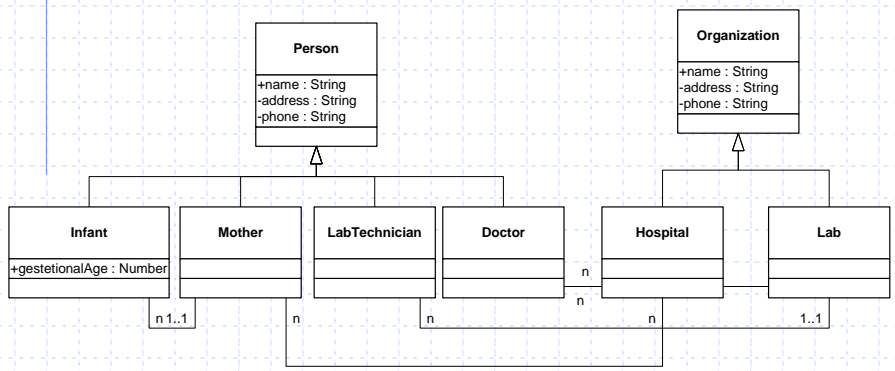 Person
+name : String
-address : String
-phone : String
Organization
+name : String
-address : String
-phone : String
Infant
+gestetionalAge : Number
Mother
LabTechnician
Doctor
Hospital
Lab
n
n
n 1..1
n
n
n
1..1